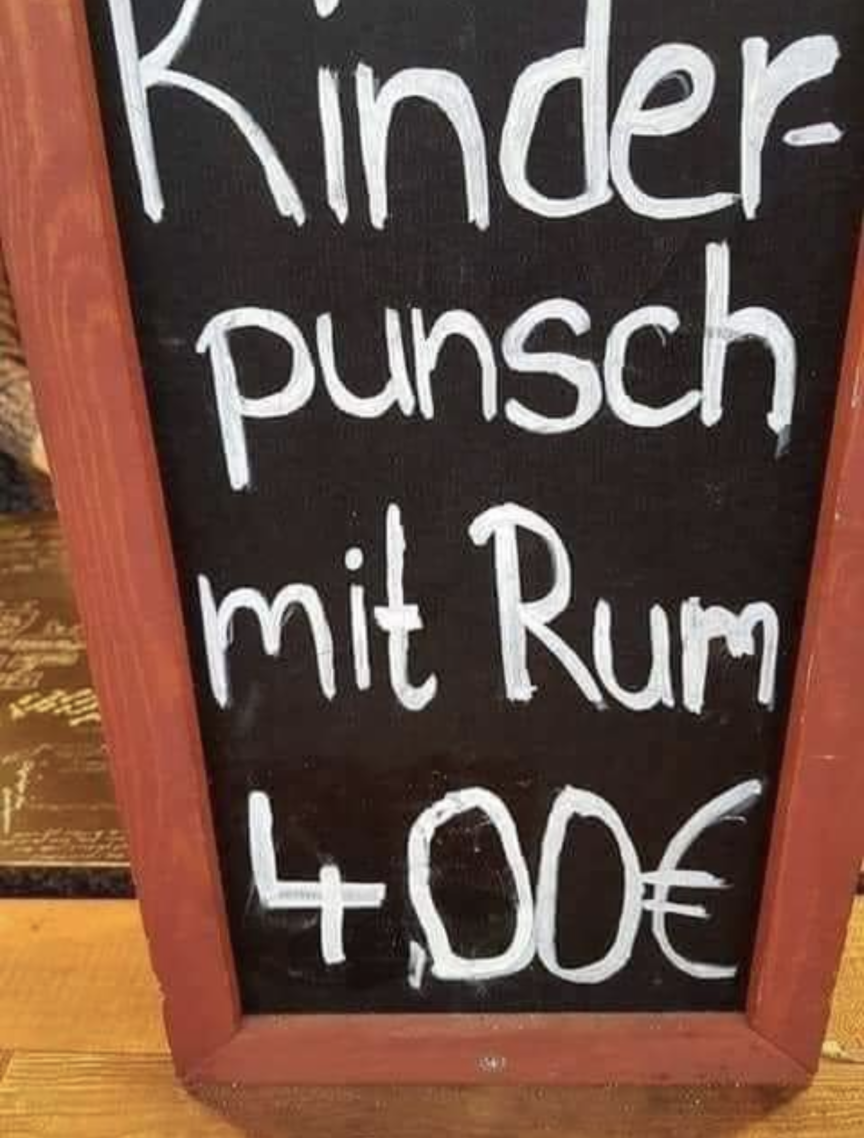 Kinder-
punsch
mit Rum
4,00€